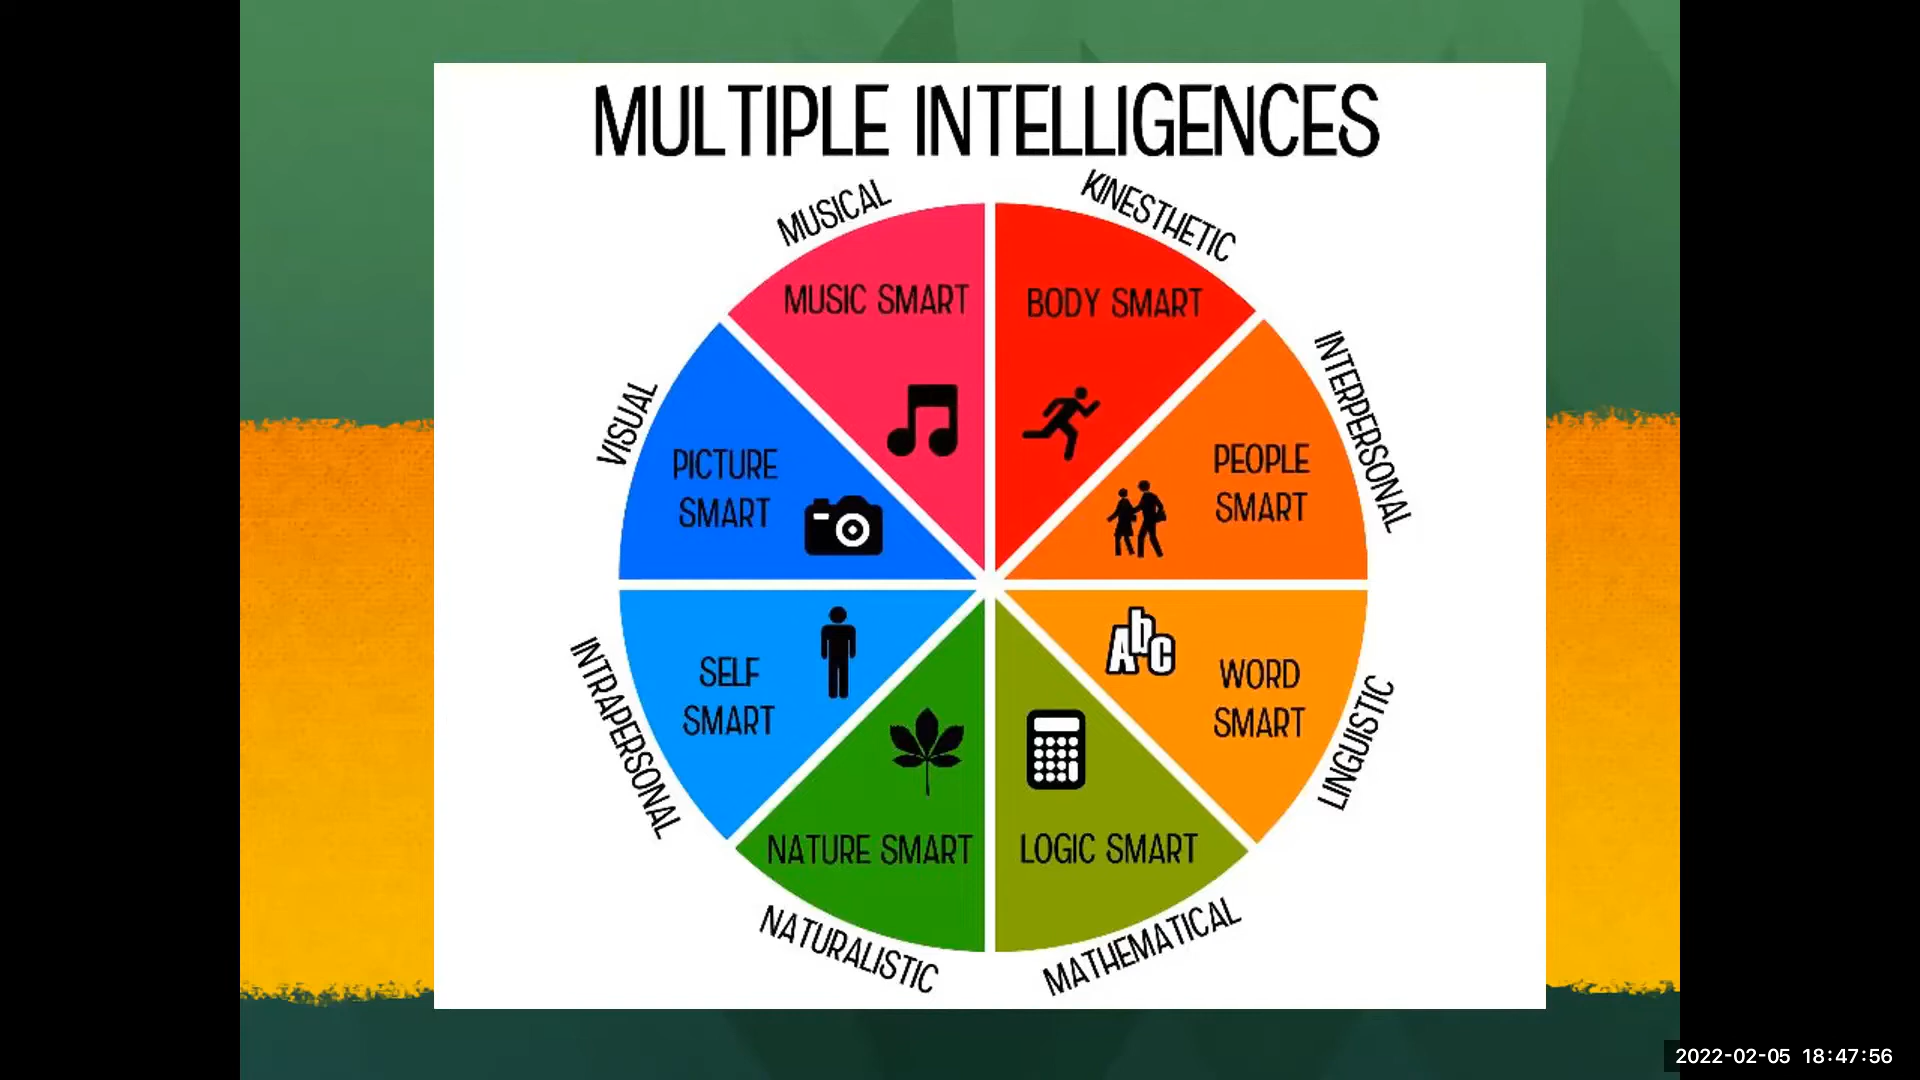 MULTIPLE INTELLIGENCES
MUSICAL
KINESTHETIC
MUSIC SMART
BODY SMART
VISUAL
INTERPERSONAL
PICTURE
SMART
PEOPLE
SMART
Abc
SELF
SMART
WORD
SMART
INTRAPERSONAL
LINGUISTIC
NATURE SMART
LOGIC SMART
NATURALISTIC
MATHEMATICAL
2022-02-05 18:47:56